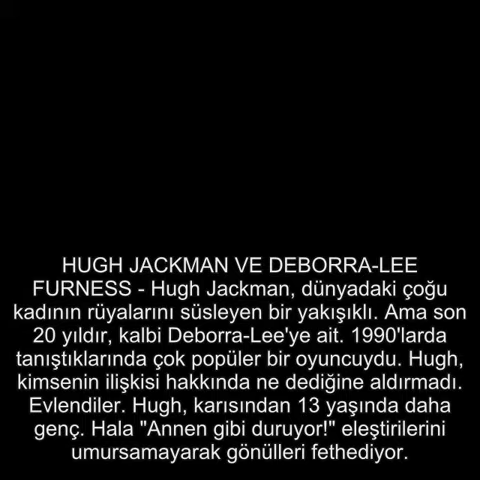 HUGH JACKMAN VE DEBORRA-LEE
FURNESS - Hugh Jackman, dünyadaki çoğu
kadının rüyalarını süsleyen bir yakışıklı. Ama son
20 yıldır, kalbi Deborra-Lee'ye ait. 1990'larda
tanıştıklarında çok popüler bir oyuncuydu. Hugh,
kimsenin ilişkisi hakkında ne dediğine aldırmadı.
Evlendiler. Hugh, karısından 13 yaşında daha
genç. Hala "Annen gibi duruyor!" eleştirilerini
umursamayarak gönülleri fethediyor.